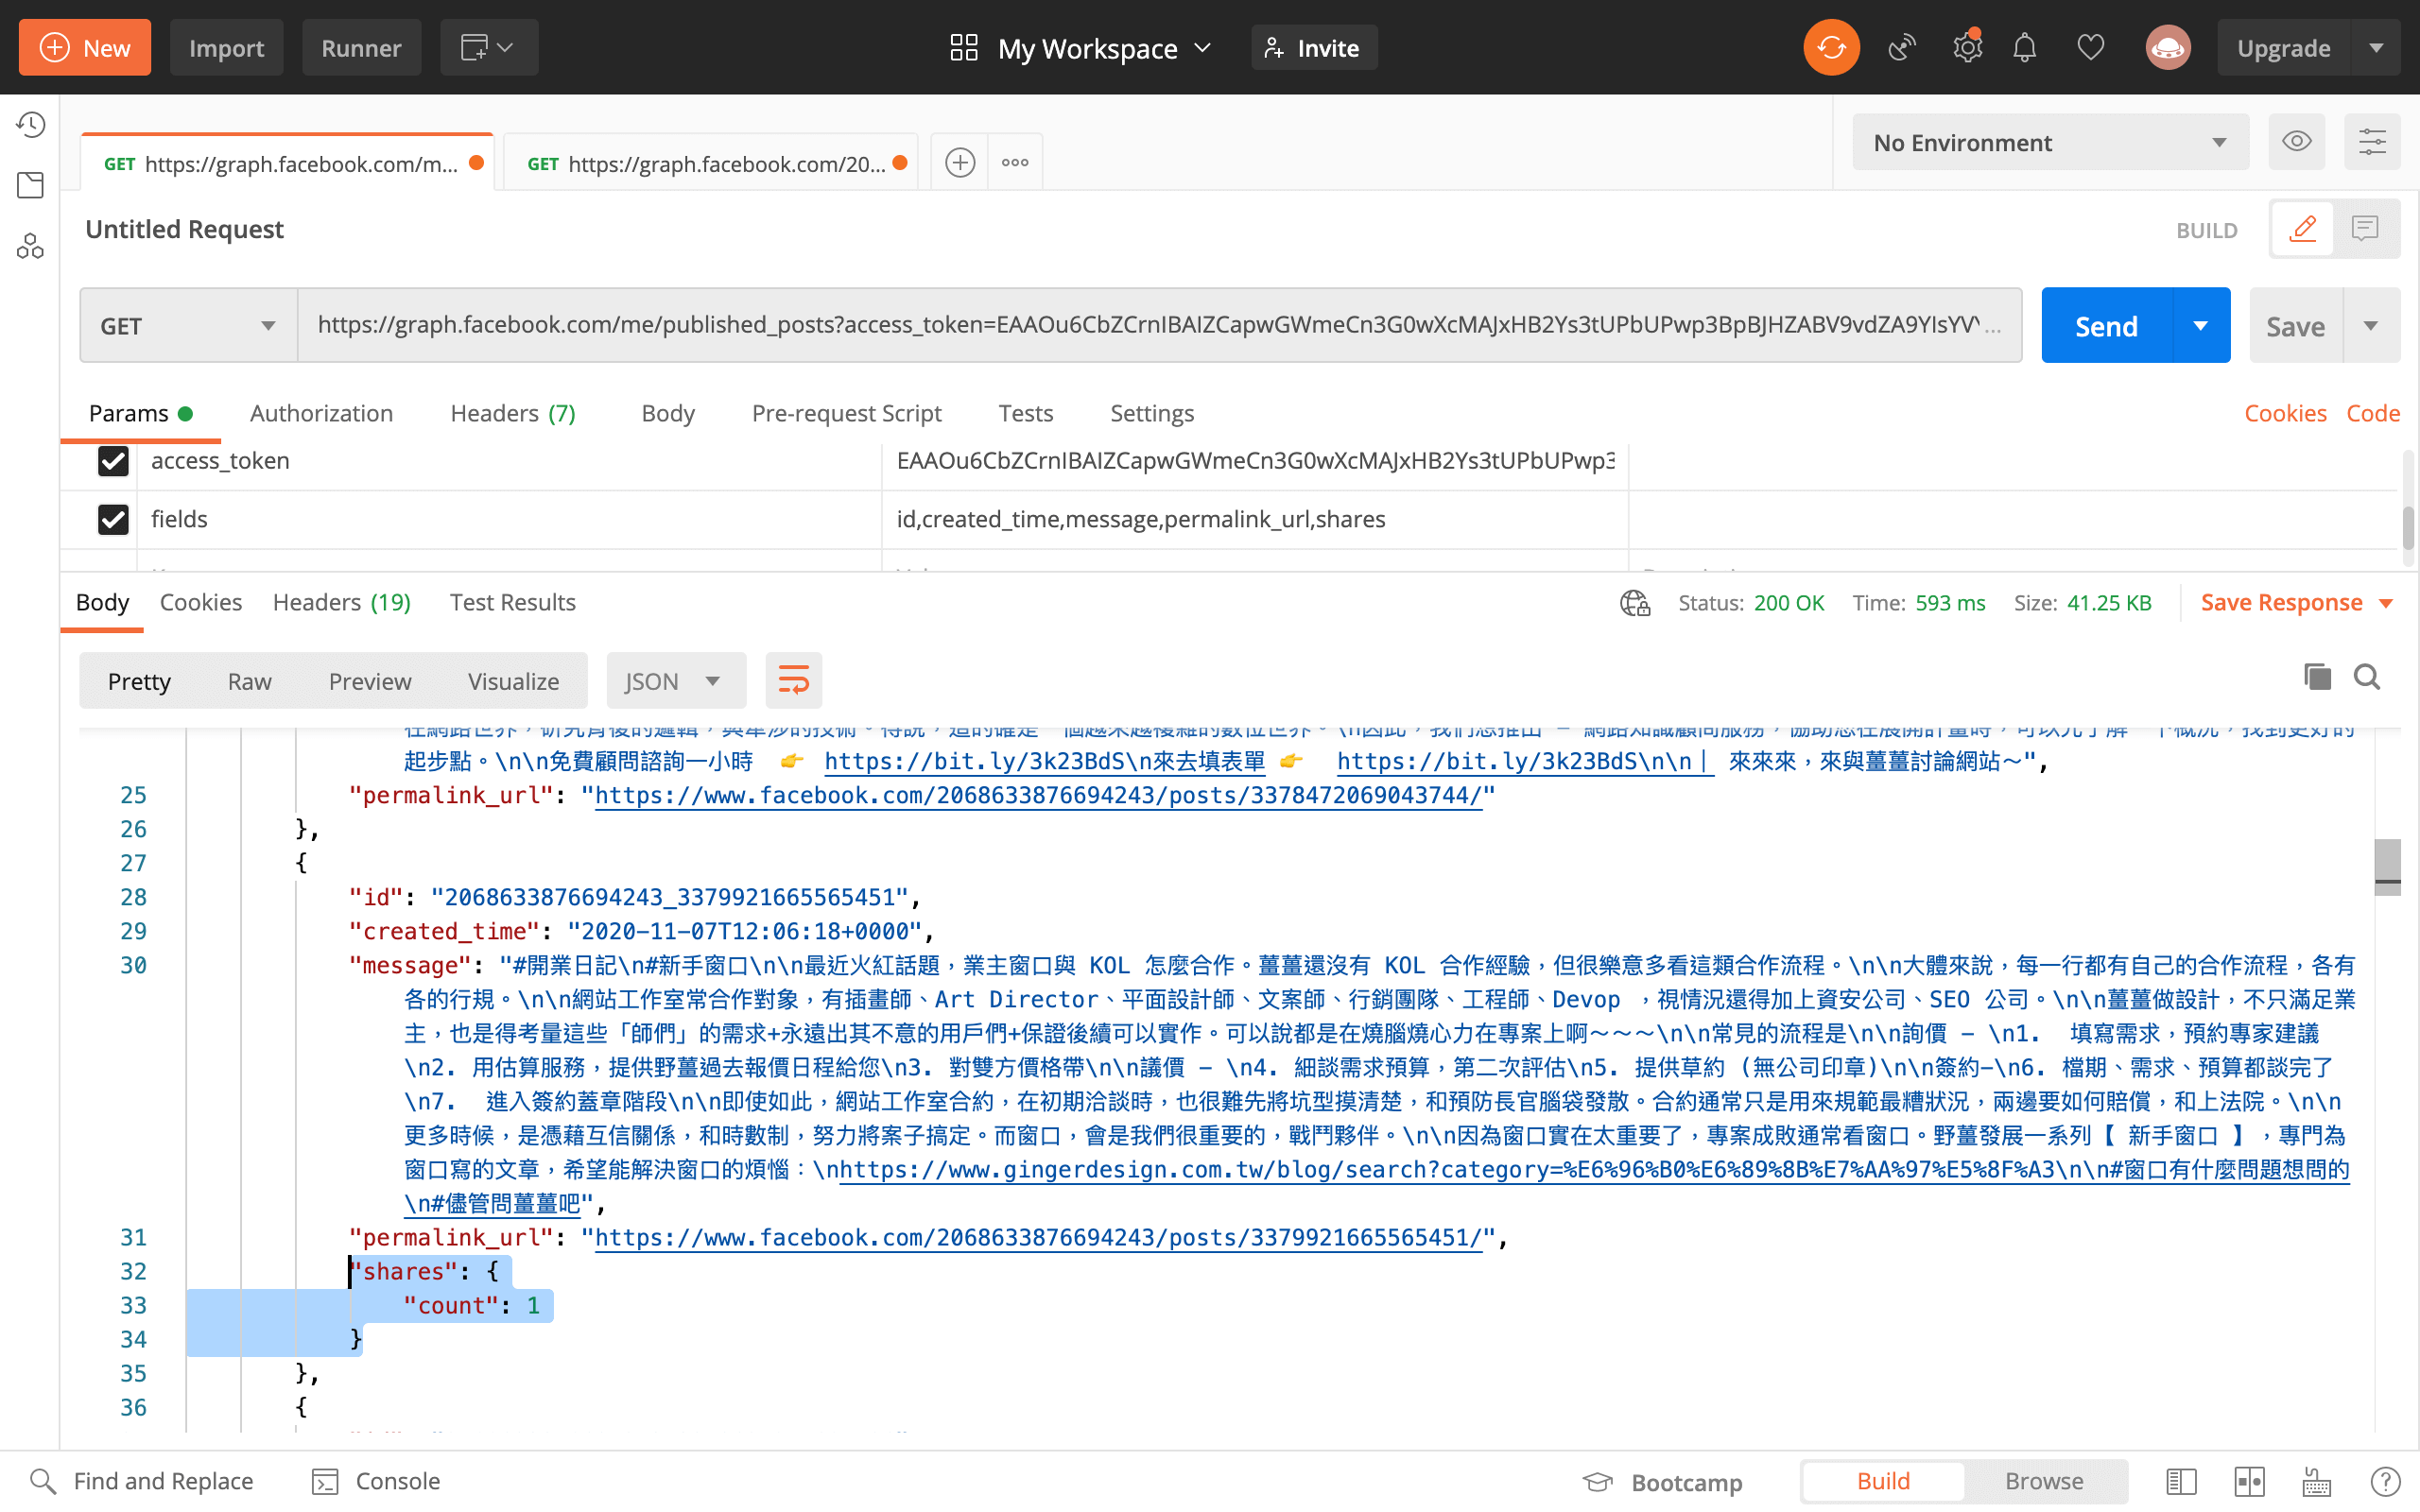 New Import Runner My Workspace Invite Upgrade
GET https://graph.facebook.com/m... GET https://graph.facebook.com/20... No Environment
Untitled Request BUILD
GET https://graph.facebook.com/me/published_posts?access_token=EAAOu6CbZCrnIBAIZCapwGWmeCn3G0wXcMAJxHB2Ys3tUPbUPwp3BpBJHZABV9vdZA9YIsYV ... Send Save
Params Authorization Headers (7) Body Pre-request Script Tests Settings Cookies Code
access_token EAAOu6CbZCrnIBAIZCapwGWmeCn3G0wXcMAJxHB2Ys3tUPbUPwp3
fields id,created_time,message,permalink_url,shares
Body Cookies Headers (19) Test Results Status: 200 OK Time: 593 ms Size: 41.25 KB Save Response
Pretty Raw Preview Visualize JSON
起步點。\n\n免費顧問諮詢一小時 👉 https://bit.ly/3k23BdS\n來去填表單 👉 https://bit.ly/3k23BdS\n\n｜ 來來來，來與薑薑討論網站～",
25 "permalink_url": "https://www.facebook.com/2068633876694243/posts/3378472069043744/"
26 },
27 {
28 "id": "2068633876694243_3379921665565451",
29 "created_time": "2020-11-07T12:06:18+0000",
30 "message": "#開業日記\n#新手窗口\n\n最近火紅話題，業主窗口與 KOL 怎麼合作。薑薑還沒有 KOL 合作經驗，但很樂意多看這類合作流程。\n\n大體來說，每一行都有自己的合作流程，各有
各的行規。\n\n網站工作室常合作對象，有插畫師、Art Director、平面設計師、文案師、行銷團隊、工程師、Devop ，視情況還得加上資安公司、SEO 公司。\n\n薑薑做設計，不只滿足業
主，也是得考量這些「師們」的需求+永遠出其不意的用戶們+保證後續可以實作。可以說都是在燒腦燒心力在專案上啊～～～\n\n常見的流程是\n\n詢價 - \n1. 填寫需求，預約專家建議
\n2. 用估算服務，提供野薑過去報價日程給您\n3. 對雙方價格帶\n\n議價 - \n4. 細談需求預算，第二次評估\n5. 提供草約 (無公司印章)\n\n簽約-\n6. 檔期、需求、預算都談完了
\n7. 進入簽約蓋章階段\n\n即使如此，網站工作室合約，在初期洽談時，也很難先將坑型摸清楚，和預防長官腦袋發散。合約通常只是用來規範最糟狀況，兩邊要如何賠償，和上法院。\n\n
更多時候，是憑藉互信關係，和時數制，努力將案子搞定。而窗口，會是我們很重要的，戰鬥夥伴。\n\n因為窗口實在太重要了，專案成敗通常看窗口。野薑發展一系列【 新手窗口 】，專門為
窗口寫的文章，希望能解決窗口的煩惱：\nhttps://www.gingerdesign.com.tw/blog/search?category=%E6%96%B0%E6%89%8B%E7%AA%97%E5%8F%A3\n\n#窗口有什麼問題想問的
\n#儘管問薑薑吧",
31 "permalink_url": "https://www.facebook.com/2068633876694243/posts/3379921665565451/",
32 "shares": {
33 "count": 1
34 }
35 },
36 {
Find and Replace Console Bootcamp Build Browse